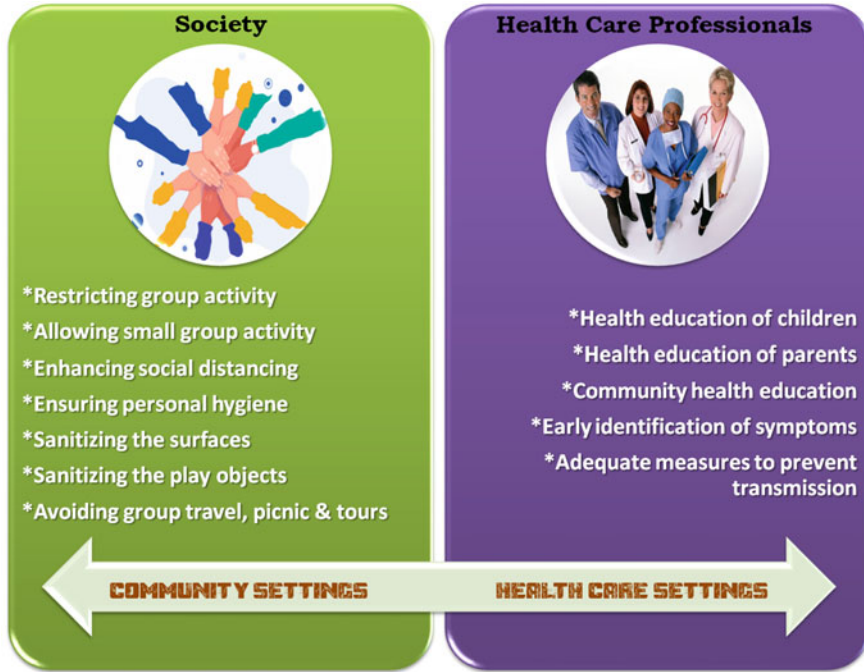 Society
*Restricting group activity
*Allowing small group activity
*Enhancing social distancing
*Ensuring personal hygiene
*Sanitizing the surfaces
*Sanitizing the play objects
*Avoiding group travel, picnic & tours
COMMUNITY SETTINGS
Health Care Professionals
*Health education of children
*Health education of parents
*Community health education
*Early identification of symptoms
*Adequate measures to prevent
transmission
HEALTH CARE SETTINGS